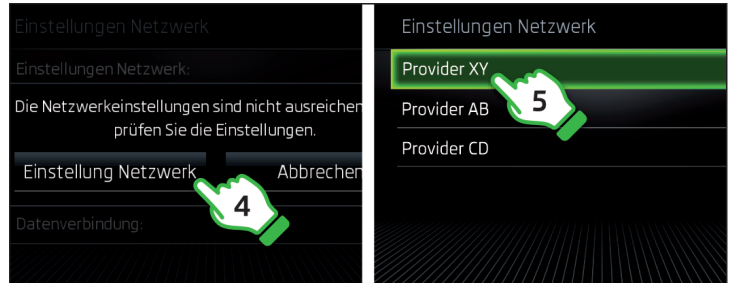 Einstellungen Netzwerk
Einstellungen Netzwerk:
Die Netzwerkeinstellungen sind nicht ausreichen
prüfen Sie die Einstellungen.
Einstellung Netzwerk
Abbrechen
4
Datenverbindung:
Einstellungen Netzwerk
Provider XY
5
Provider AB
Provider CD